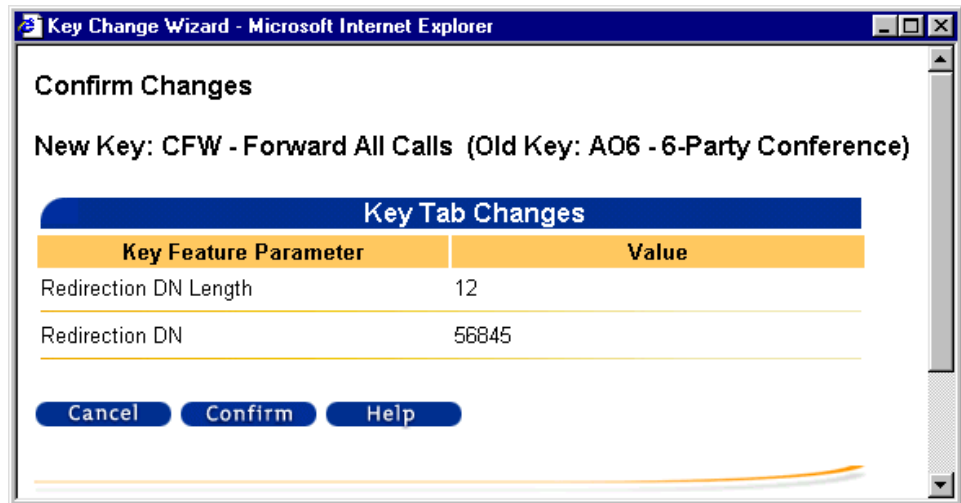 Key Change Wizard - Microsoft Internet Explorer
Confirm Changes
New Key: CFW - Forward All Calls (Old Key: AO6 - 6-Party Conference)
Key Tab Changes
Key Feature Parameter Value
Redirection DN Length 12
Redirection DN 56845
Cancel Confirm Help